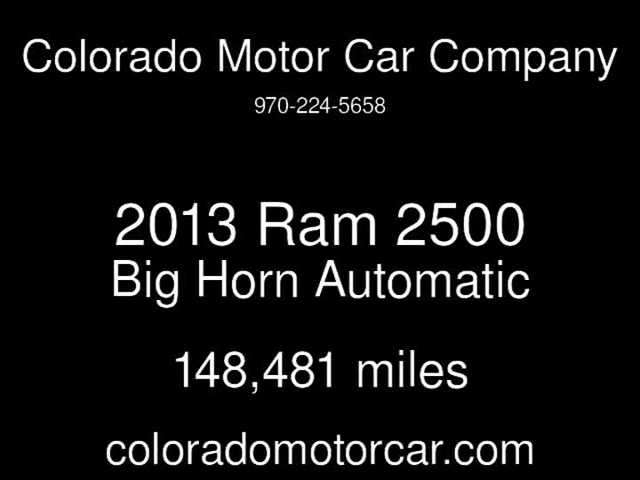 Colorado Motor Car Company
970-224-5658
2013 Ram 2500
Big Horn Automatic
148,481 miles
coloradomotorcar.com